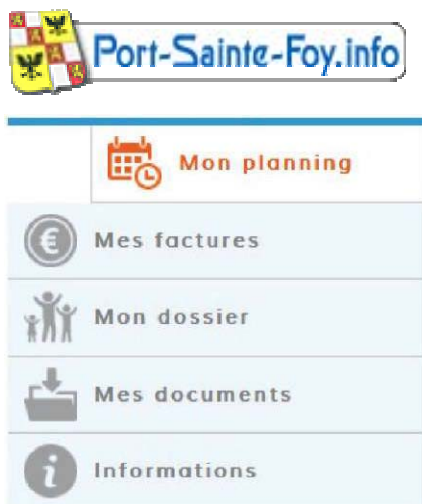 Port-Sainte-Foy.info
Mon planning
Mes factures
Mon dossier
Mes documents
Informations